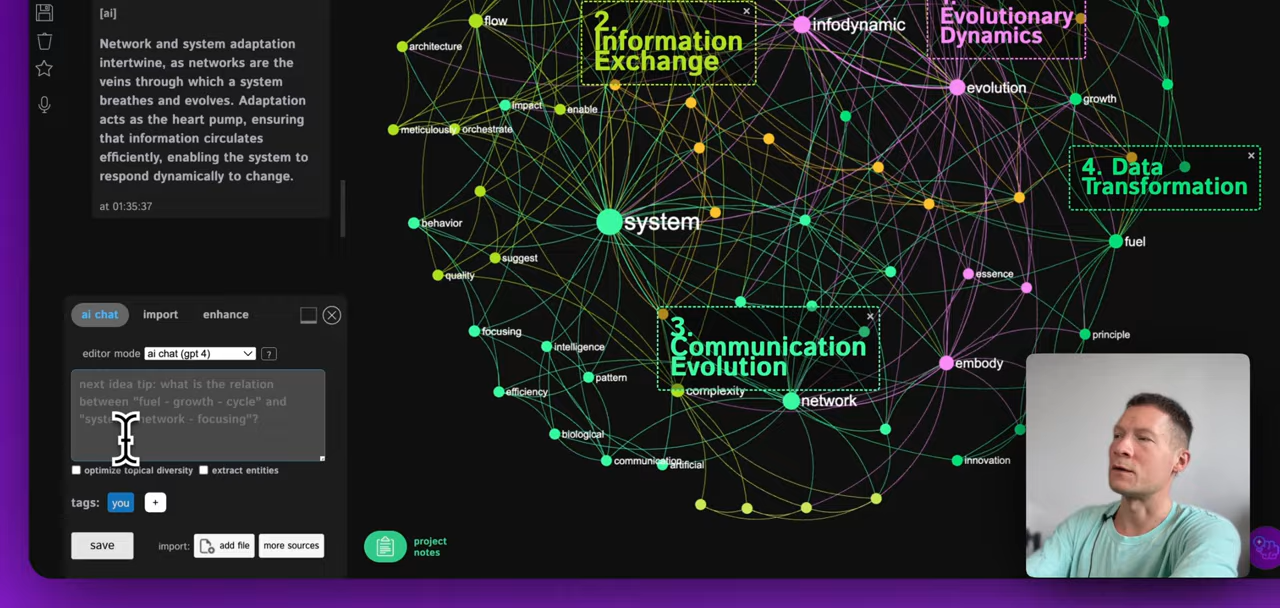 [ai]
Network and system adaptation
intertwine, as networks are the
veins through which a system
breathes and evolves. Adaptation
acts as the heart pump, ensuring
that information circulates
efficiently, enabling the system to
respond dynamically to change.
at 01:35:37
ai chat
import
enhance
editor mode
ai chat (gpt 4)
?
next idea tip: what is the relation
between "fuel - growth - cycle" and
network - focusing"?
optimize topical diversity
extract entities
tags:
you
+
save
import:
add file
more sources
flow
architecture
2.
Information
Exchange
infodynamic
Evolutionary
Dynamics
evolution
growth
impact
enable
meticulously
orchestrate
4. Data
Transformation
behavior
system
fuel
suggest
quality
essence
focusing
intelligence
3.
Communication
Evolution
principle
pattern
efficiency
complexity
network
embody
biological
communication
artificial
innovation
project
notes